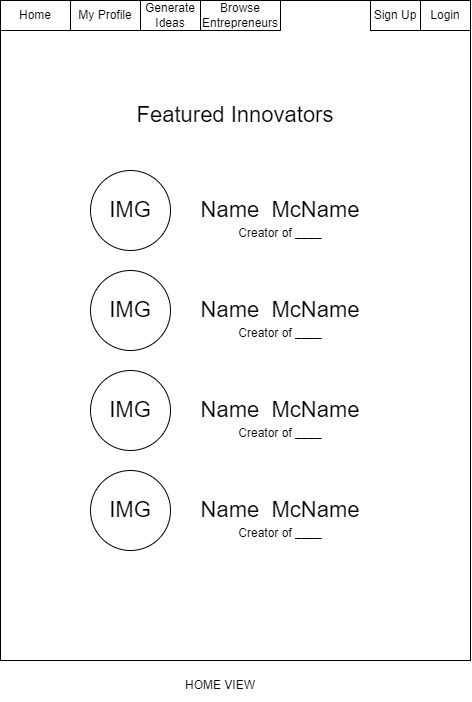 Home
My Profile
Generate
Ideas
Browse
Entrepreneurs
Sign Up
Login
Featured Innovators
IMG
Name McName
Creator of ____
IMG
Name McName
Creator of ____
IMG
Name McName
Creator of ____
IMG
Name McName
Creator of ____
HOME VIEW